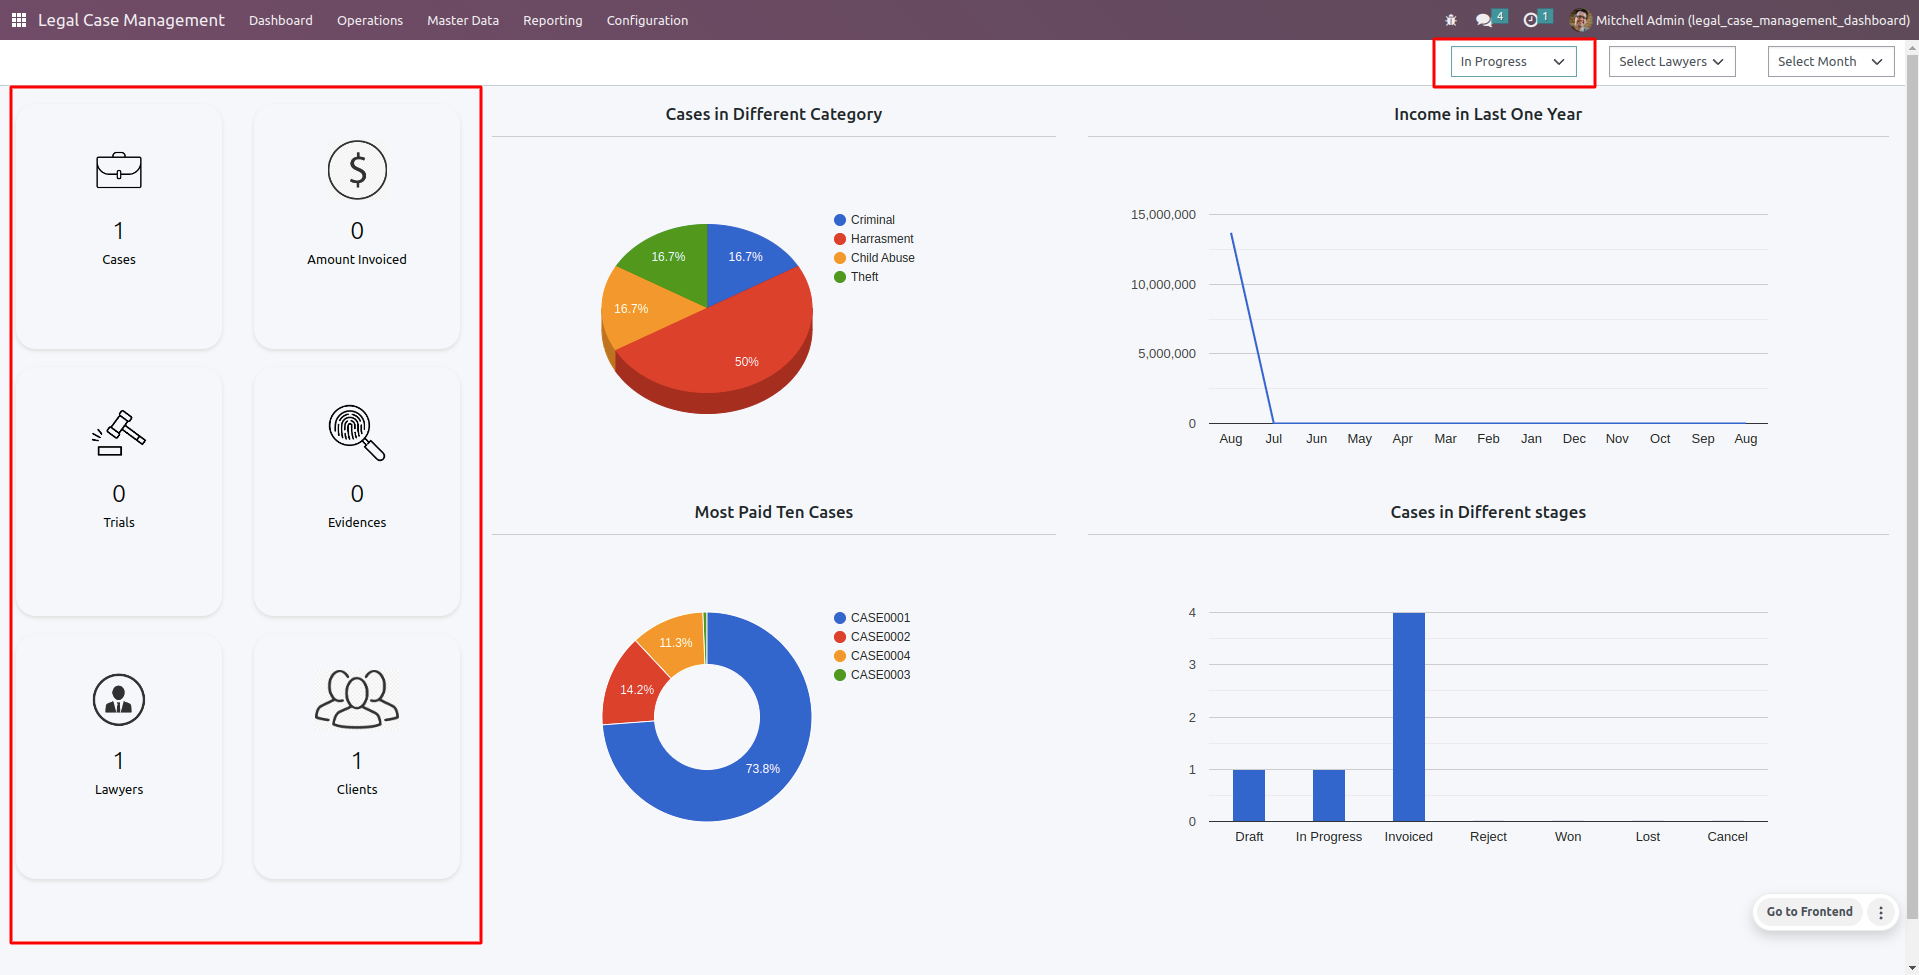 Legal Case Management Dashboard Operations Master Data Reporting Configuration 4 1 Mitchell Admin (legal_case_management_dashboard)
In Progress Select Lawyers Select Month
1
Cases
$
0
Amount Invoiced
0
Trials
0
Evidences
1
Lawyers
1
Clients
Cases in Different Category
16.7%
16.7%
16.7%
50%
Criminal
Harrasment
Child Abuse
Theft
Income in Last One Year
15,000,000
10,000,000
5,000,000
0
Aug Jul Jun May Apr Mar Feb Jan Dec Nov Oct Sep Aug
Most Paid Ten Cases
11.3%
14.2%
73.8%
CASE0001
CASE0002
CASE0004
CASE0003
Cases in Different stages
4
3
2
1
0
Draft In Progress Invoiced Reject Won Lost Cancel
Go to Frontend